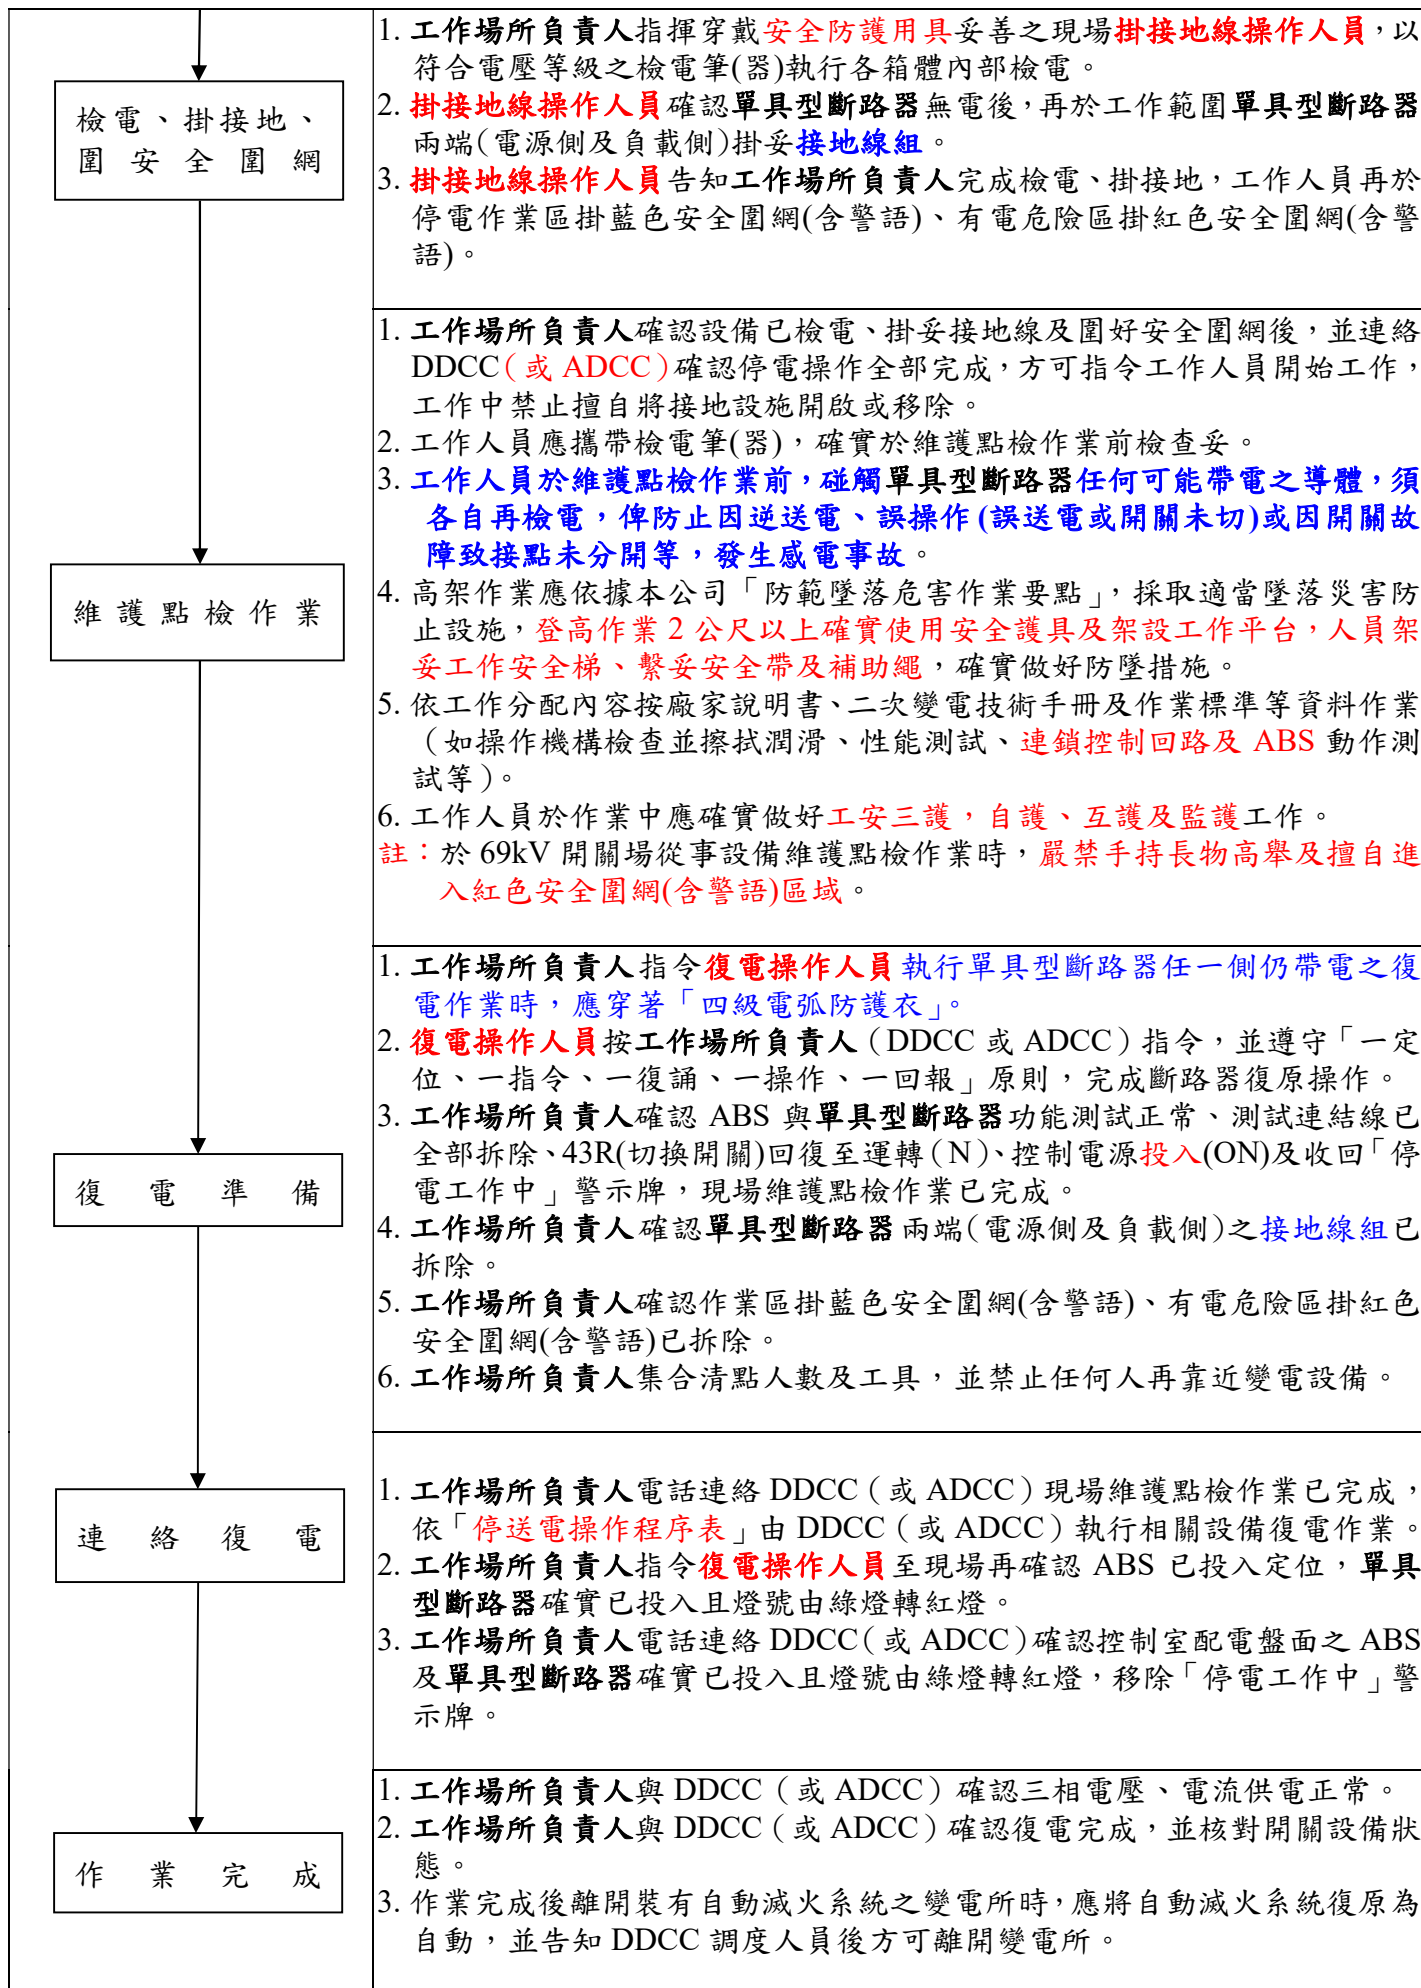 檢電、掛接地、
圍安全圍網
1. 工作場所負責人指揮穿戴安全防護用具妥善之現場掛接地線操作人員，以
符合電壓等級之檢電筆(器)執行各箱體內部檢電。
2. 掛接地線操作人員確認單具型斷路器無電後，再於工作範圍單具型斷路器
兩端(電源側及負載側)掛妥接地線組。
3. 掛接地線操作人員告知工作場所負責人完成檢電、掛接地，工作人員再於
停電作業區掛藍色安全圍網(含警語)、有電危險區掛紅色安全圍網(含警
語)。
維護點檢作業
1. 工作場所負責人確認設備已檢電、掛妥接地線及圍好安全圍網後，並連絡
DDCC（或 ADCC）確認停電操作全部完成，方可指令工作人員開始工作，
工作中禁止擅自將接地設施開啟或移除。
2. 工作人員應攜帶檢電筆(器)，確實於維護點檢作業前檢查妥。
3. 工作人員於維護點檢作業前，碰觸單具型斷路器任何可能帶電之導體，須
各自再檢電，俾防止因逆送電、誤操作(誤送電或開關未切)或因開關故
障致接點未分開等，發生感電事故。
4. 高架作業應依據本公司「防範墜落危害作業要點」，採取適當墜落災害防
止設施，登高作業 2 公尺以上確實使用安全護具及架設工作平台，人員架
妥工作安全梯、繫妥安全帶及補助繩，確實做好防墜措施。
5. 依工作分配內容按廠家說明書、二次變電技術手冊及作業標準等資料作業
（如操作機構檢查並擦拭潤滑、性能測試、連鎖控制回路及 ABS 動作測
試等）。
6. 工作人員於作業中應確實做好工安三護，自護、互護及監護工作。
註：於 69kV 開關場從事設備維護點檢作業時，嚴禁手持長物高舉及擅自進
入紅色安全圍網(含警語)區域。
復電準備
1. 工作場所負責人指令復電操作人員執行單具型斷路器任一側仍帶電之復
電作業時，應穿著「四級電弧防護衣」。
2. 復電操作人員按工作場所負責人（DDCC 或 ADCC）指令，並遵守「一定
位、一指令、一復誦、一操作、一回報」原則，完成斷路器復原操作。
3. 工作場所負責人確認 ABS 與單具型斷路器功能測試正常、測試連結線已
全部拆除、43R(切換開關)回復至運轉（N）、控制電源投入(ON)及收回「停
電工作中」警示牌，現場維護點檢作業已完成。
4. 工作場所負責人確認單具型斷路器兩端(電源側及負載側)之接地線組已
拆除。
5. 工作場所負責人確認作業區掛藍色安全圍網(含警語)、有電危險區掛紅色
安全圍網(含警語)已拆除。
6. 工作場所負責人集合清點人數及工具，並禁止任何人再靠近變電設備。
連絡復電
1. 工作場所負責人電話連絡 DDCC（或 ADCC）現場維護點檢作業已完成，
依「停送電操作程序表」由 DDCC（或 ADCC）執行相關設備復電作業。
2. 工作場所負責人指令復電操作人員至現場再確認 ABS 已投入定位，單具
型斷路器確實已投入且燈號由綠燈轉紅燈。
3. 工作場所負責人電話連絡 DDCC（或 ADCC）確認控制室配電盤面之 ABS
及單具型斷路器確實已投入且燈號由綠燈轉紅燈，移除「停電工作中」警
示牌。
作業完成
1. 工作場所負責人與 DDCC（或 ADCC）確認三相電壓、電流供電正常。
2. 工作場所負責人與 DDCC（或 ADCC）確認復電完成，並核對開關設備狀
態。
3. 作業完成後離開裝有自動滅火系統之變電所時，應將自動滅火系統復原為
自動，並告知 DDCC 調度人員後方可離開變電所。